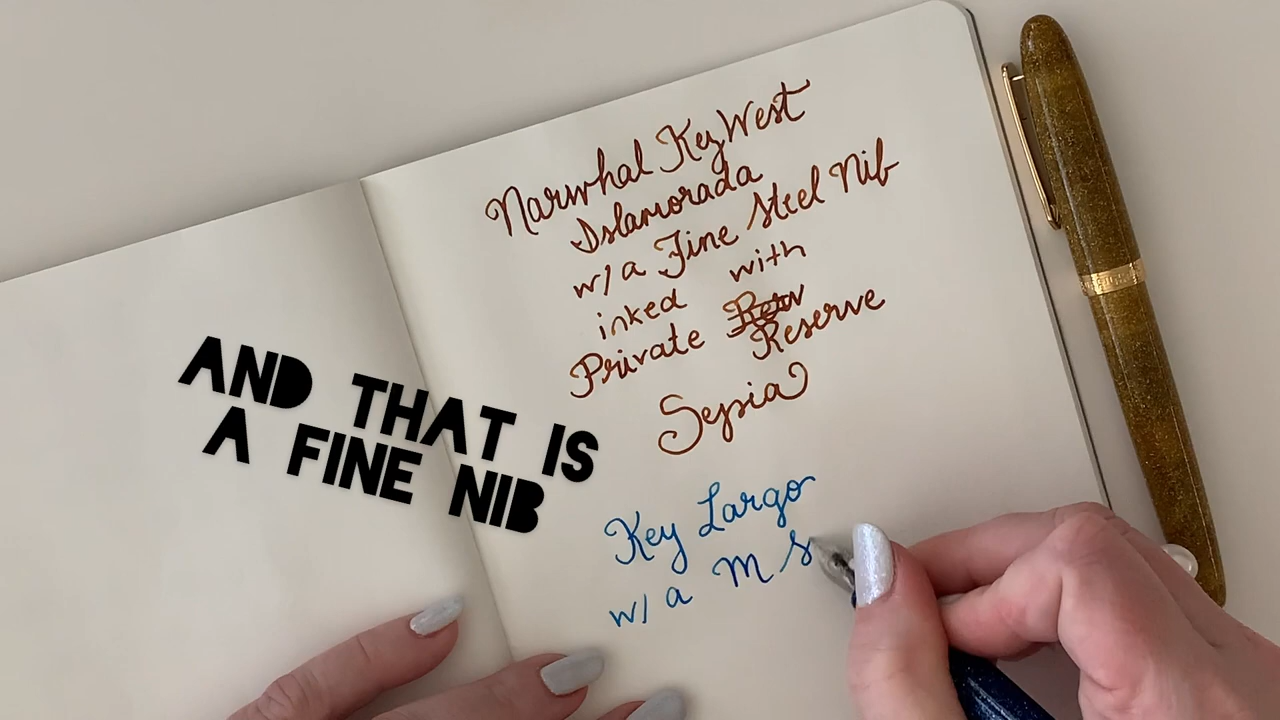 Narwhal Key West
Islamorada
w/ a Fine Steel Nib
inked with
Private Reserve
Sepia
Key Largo
w/ a M S
AND THAT IS
A FINE NIB